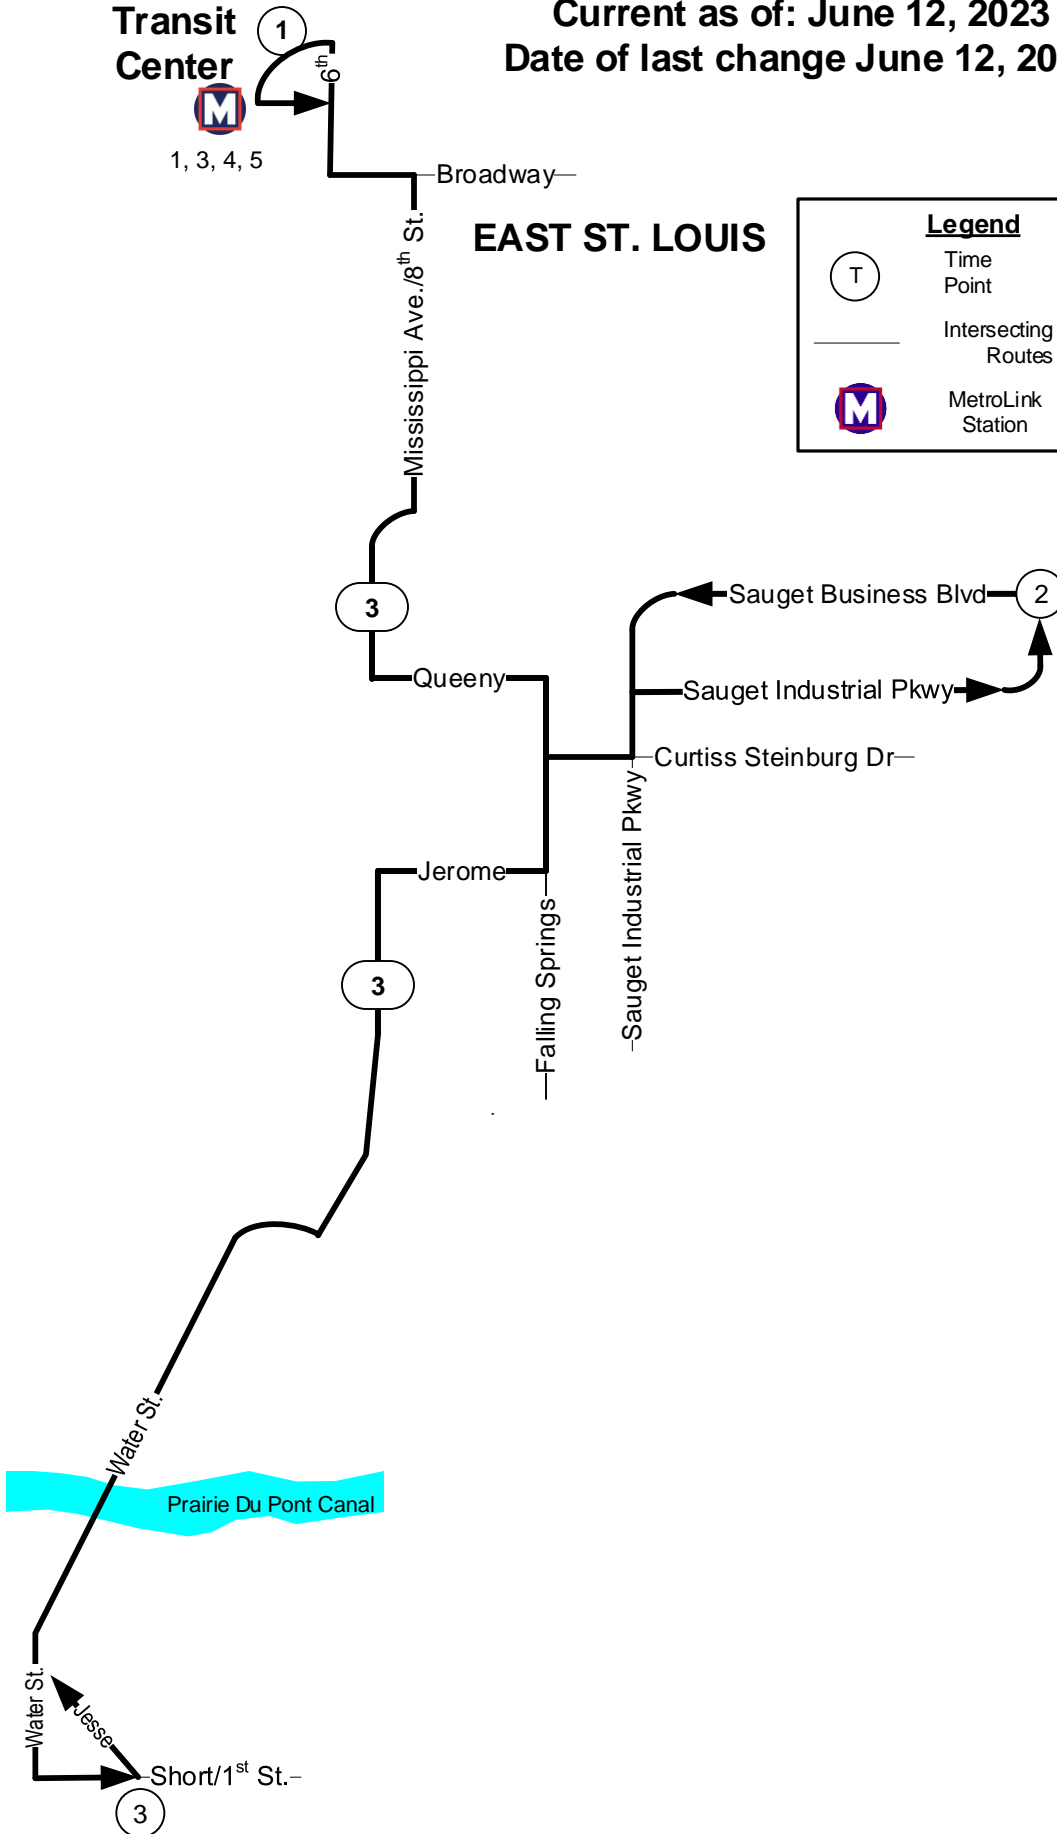 Transit
Center
1
Current as of: June 12, 2023
Date of last change June 12, 20
6th
M
1, 3, 4, 5
Broadway
EAST ST. LOUIS
Legend
T
Time
Point
Intersecting
Routes
M
MetroLink
Station
Mississippi Ave./8th St.
3
Sauget Business Blvd
2
Queeny
Sauget Industrial Pkwy
Curtiss Steinburg Dr
Sauget Industrial Pkwy
Jerome
Falling Springs
3
Water St.
Prairie Du Pont Canal
Water St.
Jesse
Short/1st St.
3